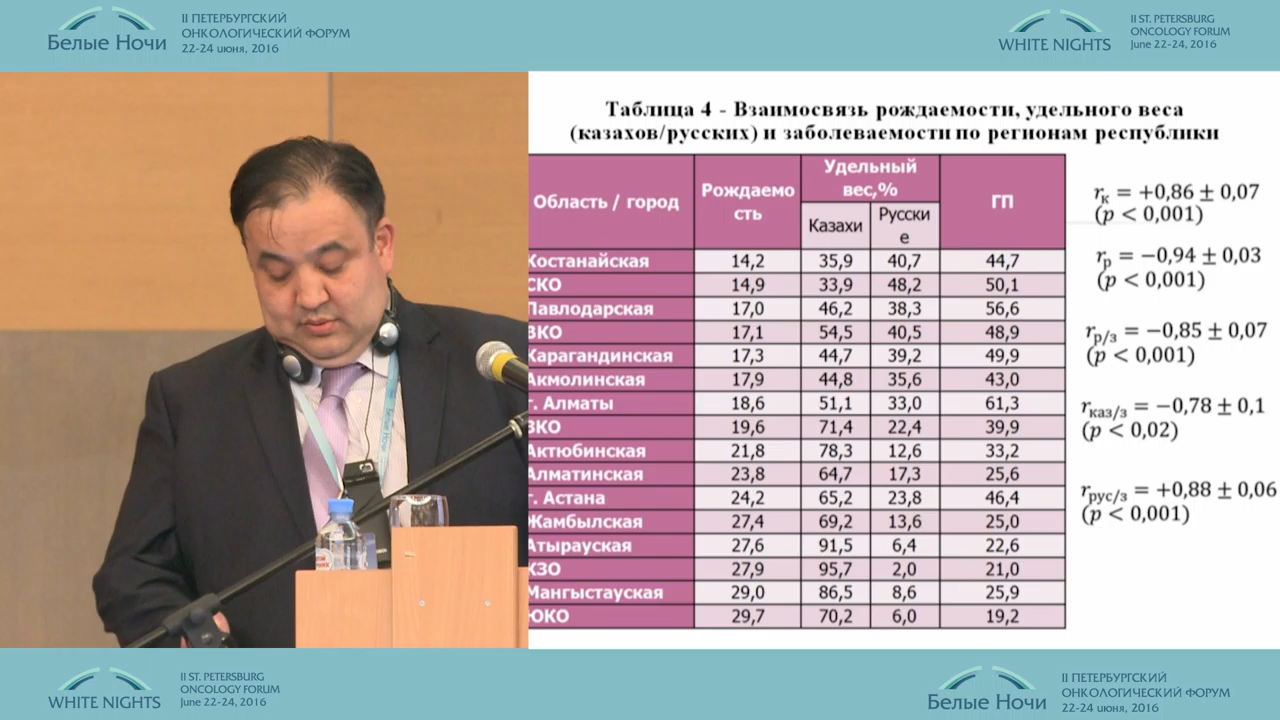 Белые Ночи
II ПЕТЕРБУРГСКИЙ
ОНКОЛОГИЧЕСКИЙ ФОРУМ
22-24 июня, 2016
WHITE NIGHTS
II ST. PETERSBURG
ONCOLOGY FORUM
June 22-24, 2016
Таблица 4 - Взаимосвязь рождаемости, удельного веса
(казахов/русских) и заболеваемости по регионам республики
Область / город
Рождаемо
сть
Удельный
вес,%
Казахи
Русски
е
ГП
Костанайская 14,2 35,9 40,7 44,7
СКО 14,9 33,9 48,2 50,1
Павлодарская 17,0 46,2 38,3 56,6
ВКО 17,1 54,5 40,5 48,9
Карагандинская 17,3 44,7 39,2 49,9
Акмолинская 17,9 44,8 35,6 43,0
г. Алматы 18,6 51,1 33,0 61,3
ЗКО 19,6 71,4 22,4 39,9
Актюбинская 21,8 78,3 12,6 33,2
Алматинская 23,8 64,7 17,3 25,6
г. Астана 24,2 65,2 23,8 46,4
Жамбылская 27,4 69,2 13,6 25,0
Атырауская 27,6 91,5 6,4 22,6
КЗО 27,9 95,7 2,0 21,0
Мангыстауская 29,0 86,5 8,6 25,9
ЮКО 29,7 70,2 6,0 19,2
rк = +0,86 ± 0,07
(p < 0,001)
rр = −0,94 ± 0,03
(p < 0,001)
rр/з = −0,85 ± 0,07
(p < 0,001)
rказ/з = −0,78 ± 0,1
(p < 0,02)
rрус/з = +0,88 ± 0,06
(p < 0,001)
Белые Ночи
WHITE NIGHTS
II ST. PETERSBURG
ONCOLOGY FORUM
June 22-24, 2016
Белые Ночи
II ПЕТЕРБУРГСКИЙ
ОНКОЛОГИЧЕСКИЙ ФОРУМ
22-24 июня, 2016